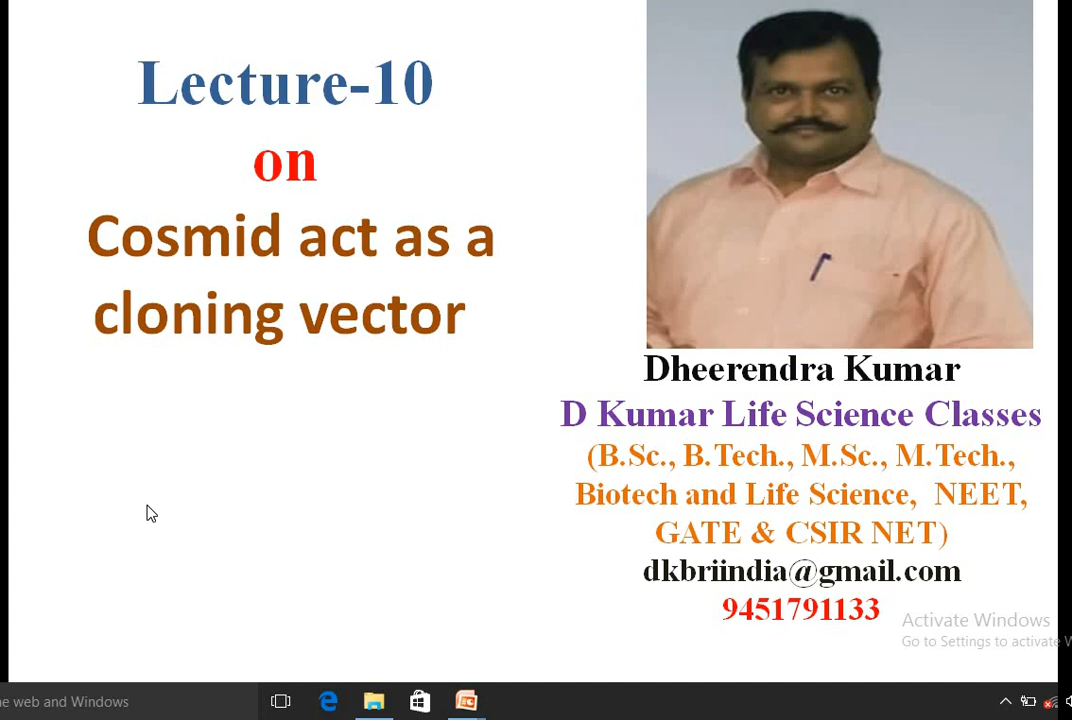 Lecture-10
on
Cosmid act as a
cloning vector
Dheerendra Kumar
D Kumar Life Science Classes
(B.Sc., B.Tech., M.Sc., M.Tech.,
Biotech and Life Science, NEET,
GATE & CSIR NET)
dkbriindia@gmail.com
9451791133
Activate Windows
Go to Settings to activate W
he web and Windows